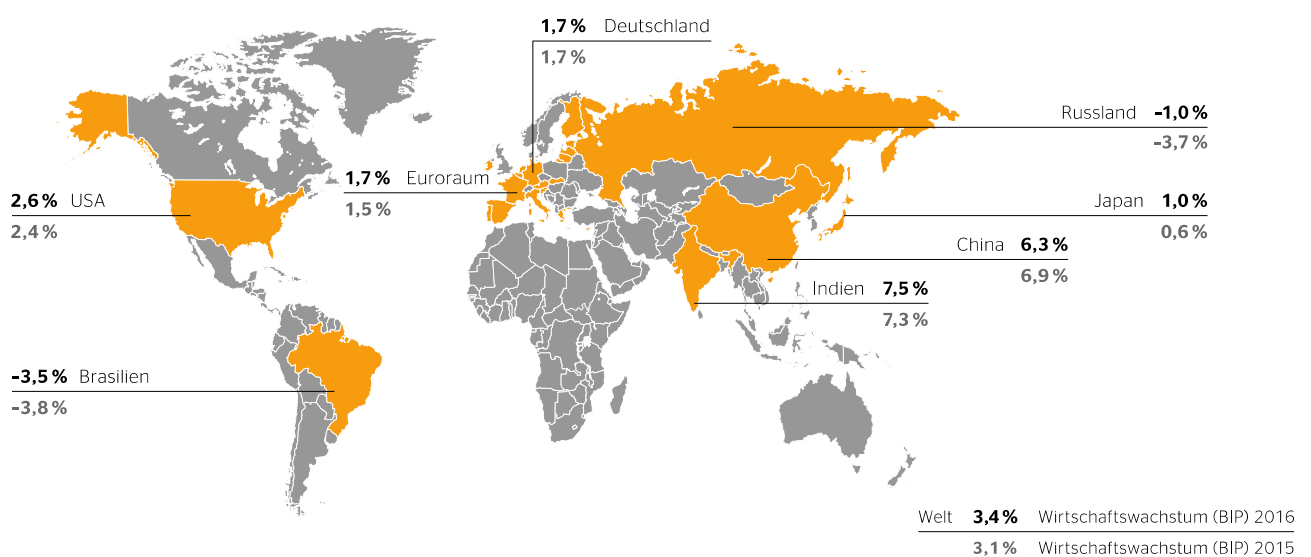 1,7 % Deutschland
1,7 %
Russland –1,0 %
–3,7 %
1,7 % Euroraum
1,5 %
2,6 % USA
2,4 %
Japan 1,0 %
0,6 %
China 6,3 %
6,9 %
Indien 7,5 %
7,3 %
–3,5 % Brasilien
–3,8 %
Welt 3,4 % Wirtschaftswachstum (BIP) 2016
3,1 % Wirtschaftswachstum (BIP) 2015